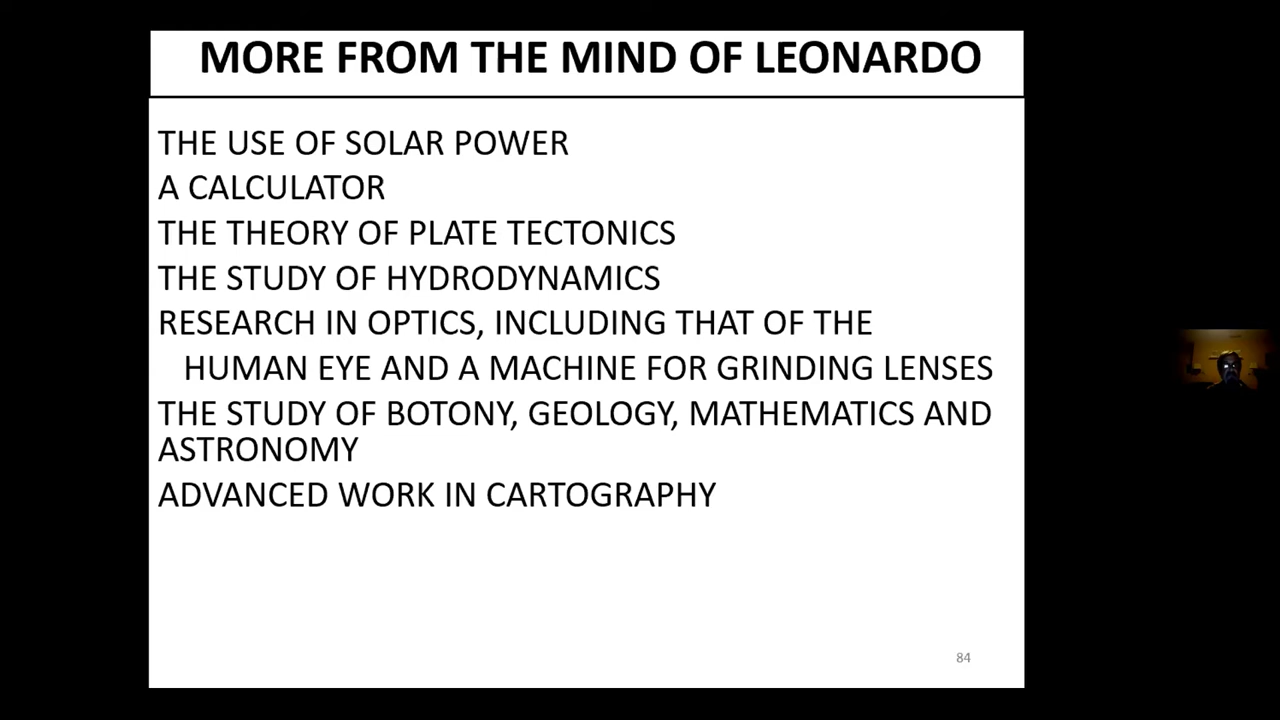 MORE FROM THE MIND OF LEONARDO
THE USE OF SOLAR POWER
A CALCULATOR
THE THEORY OF PLATE TECTONICS
THE STUDY OF HYDRODYNAMICS
RESEARCH IN OPTICS, INCLUDING THAT OF THE
HUMAN EYE AND A MACHINE FOR GRINDING LENSES
THE STUDY OF BOTONY, GEOLOGY, MATHEMATICS AND
ASTRONOMY
ADVANCED WORK IN CARTOGRAPHY
84